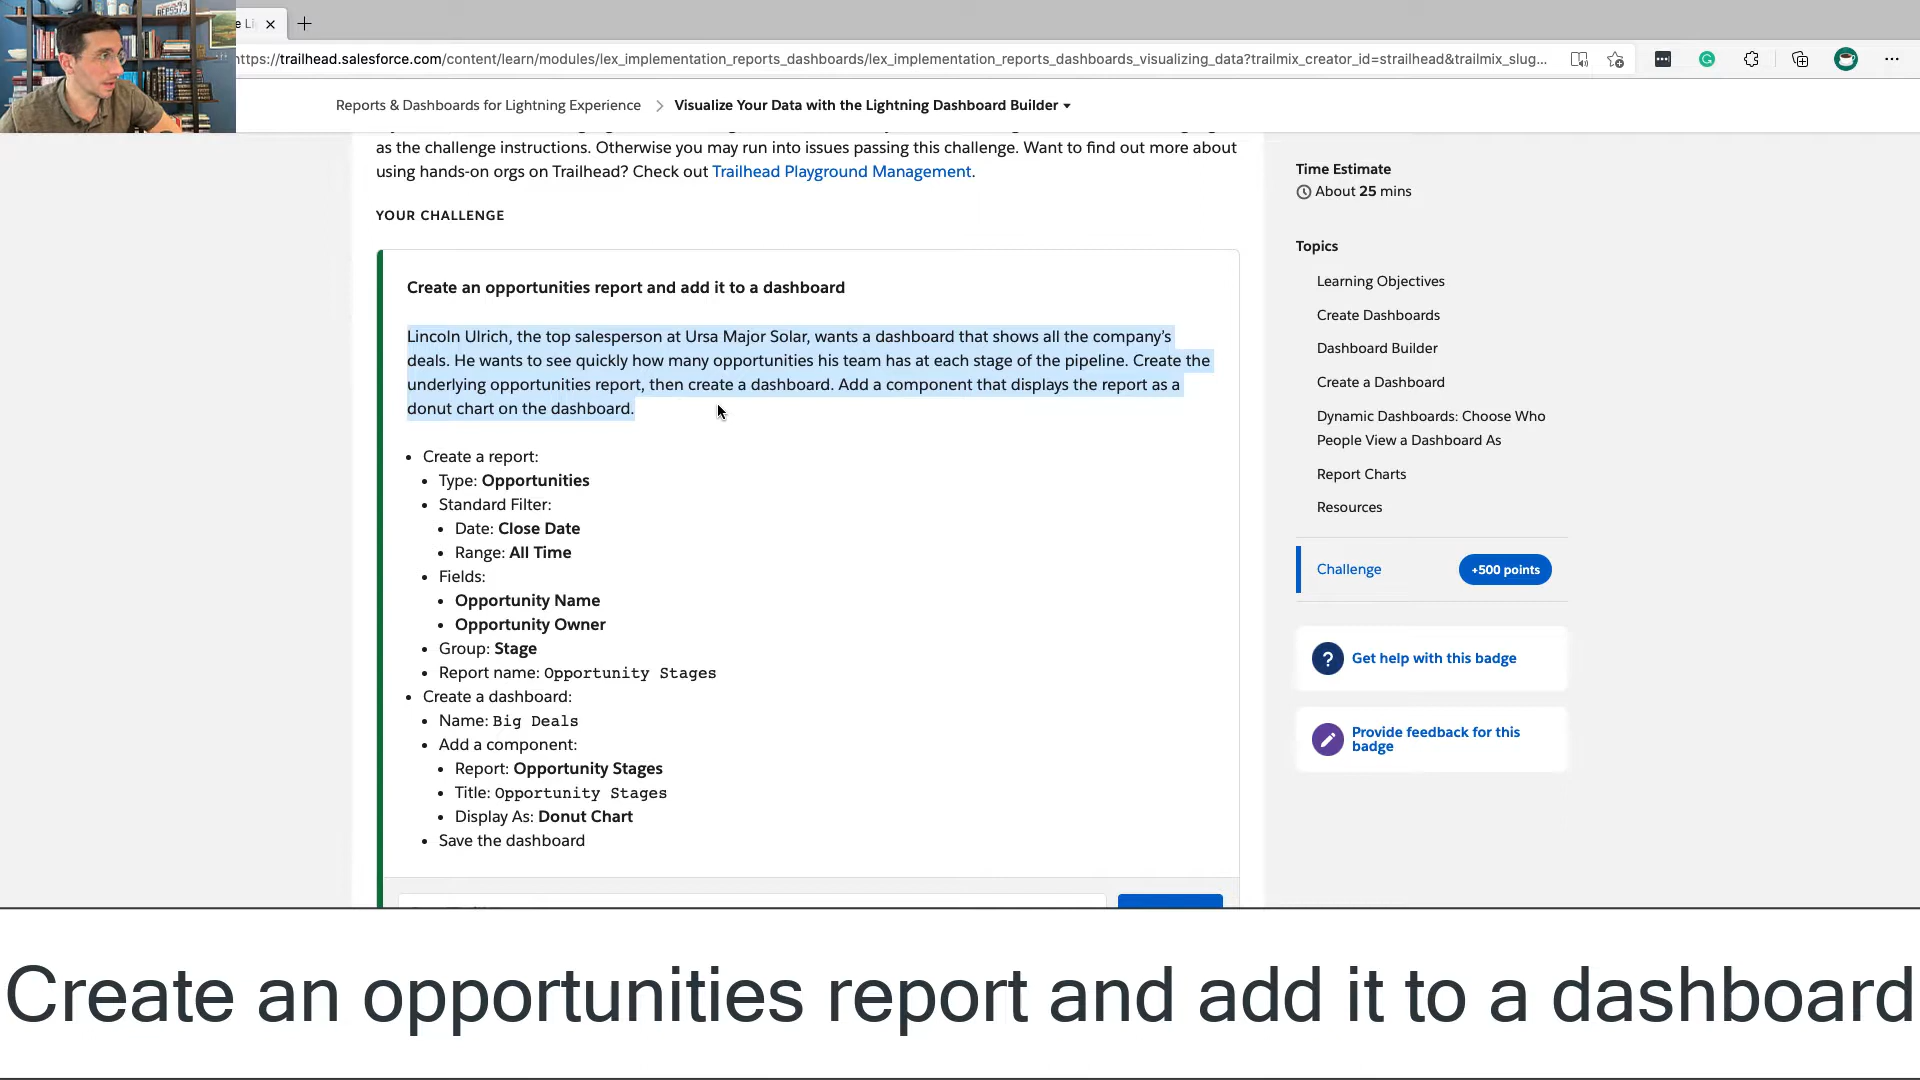 https://trailhead.salesforce.com/content/learn/modules/lex_implementation_reports_dashboards/lex_implementation_reports_dashboards_visualizing_data?trailmix_creator_id=strailhead&trailmix_slug...
Reports & Dashboards for Lightning Experience > Visualize Your Data with the Lightning Dashboard Builder
as the challenge instructions. Otherwise you may run into issues passing this challenge. Want to find out more about
using hands-on orgs on Trailhead? Check out Trailhead Playground Management.
YOUR CHALLENGE
Create an opportunities report and add it to a dashboard
Lincoln Ulrich, the top salesperson at Ursa Major Solar, wants a dashboard that shows all the company's
deals. He wants to see quickly how many opportunities his team has at each stage of the pipeline. Create the
underlying opportunities report, then create a dashboard. Add a component that displays the report as a
donut chart on the dashboard.
Create a report:
Type: Opportunities
Standard Filter:
Date: Close Date
Range: All Time
Fields:
Opportunity Name
Opportunity Owner
Group: Stage
Report name: Opportunity Stages
Create a dashboard:
Name: Big Deals
Add a component:
Report: Opportunity Stages
Title: Opportunity Stages
Display As: Donut Chart
Save the dashboard
Time Estimate
About 25 mins
Topics
Learning Objectives
Create Dashboards
Dashboard Builder
Create a Dashboard
Dynamic Dashboards: Choose Who
People View a Dashboard As
Report Charts
Resources
Challenge
+500 points
Get help with this badge
Provide feedback for this
badge
Create an opportunities report and add it to a dashboard